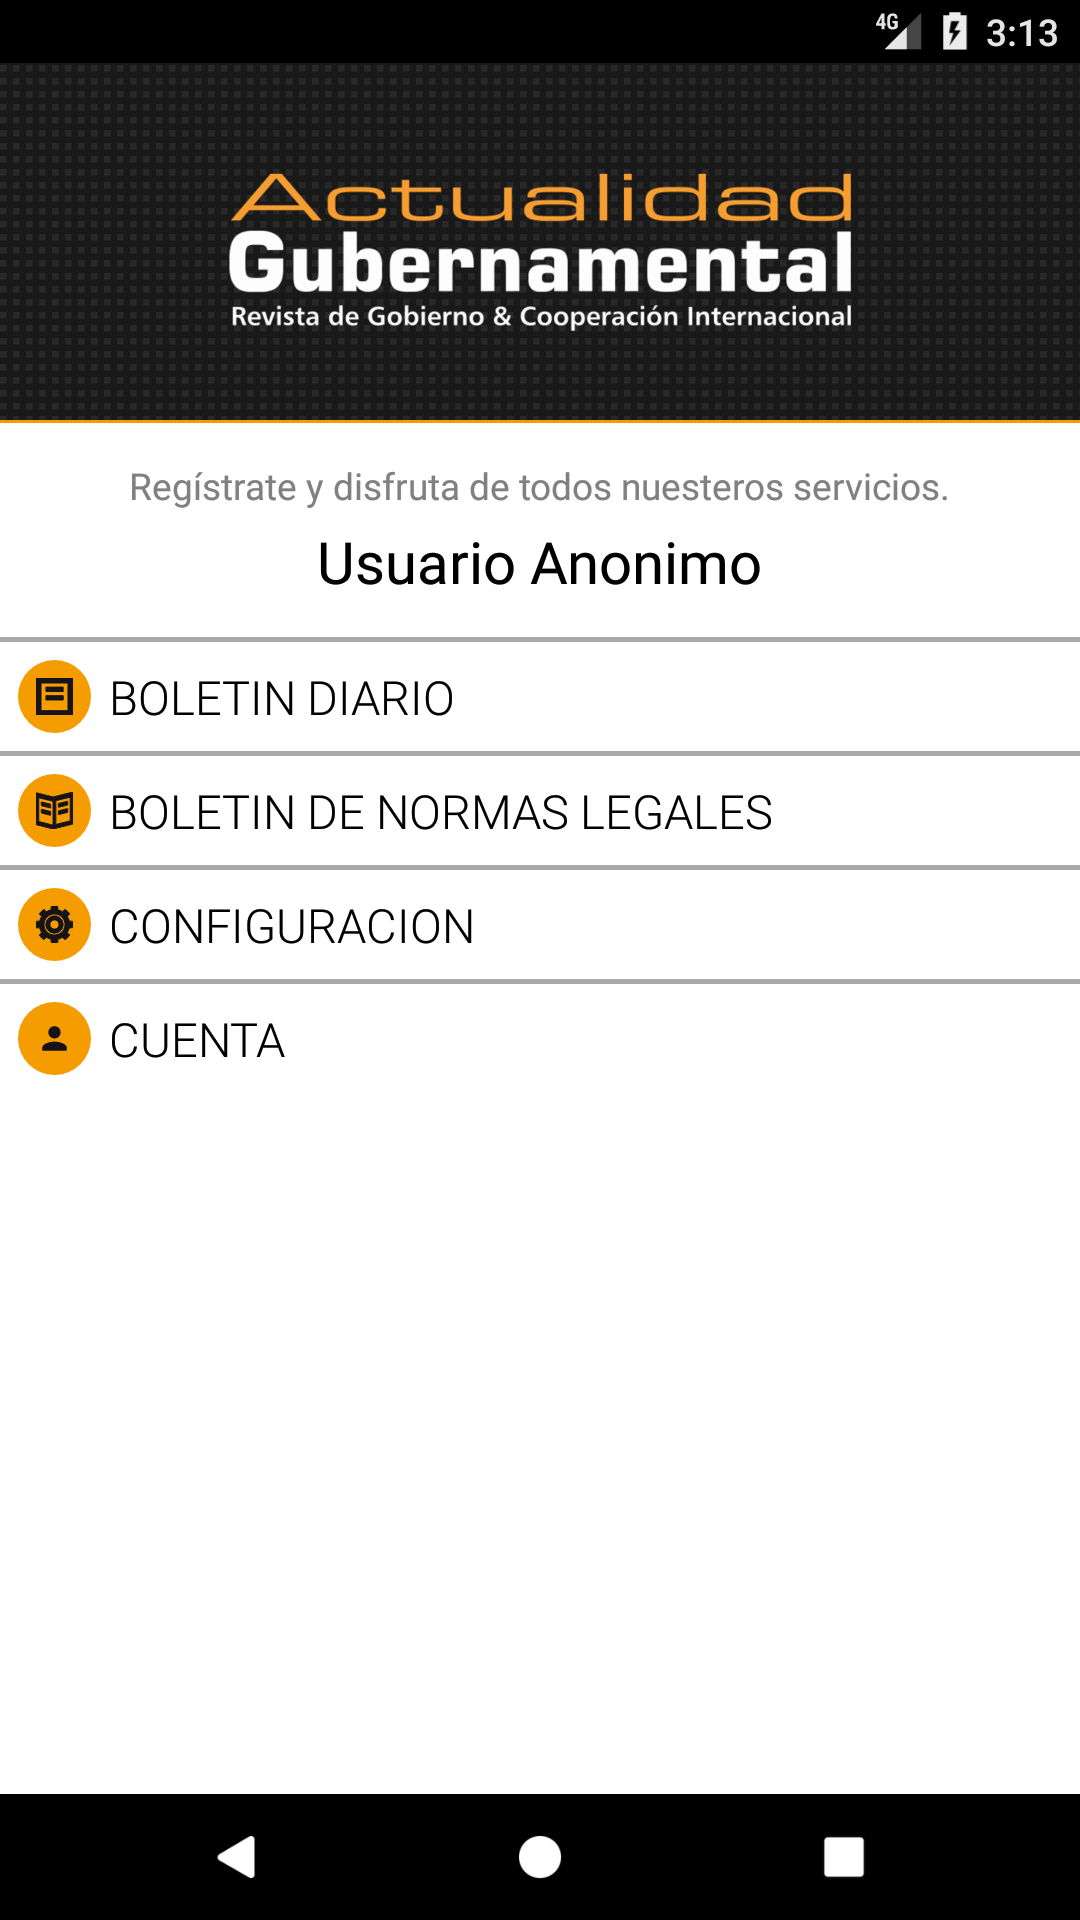 4G 3:13
Actualidad
Gubernamental
Revista de Gobierno & Cooperación Internacional
Regístrate y disfruta de todos nuesteros servicios.
Usuario Anonimo
BOLETIN DIARIO
BOLETIN DE NORMAS LEGALES
CONFIGURACION
CUENTA